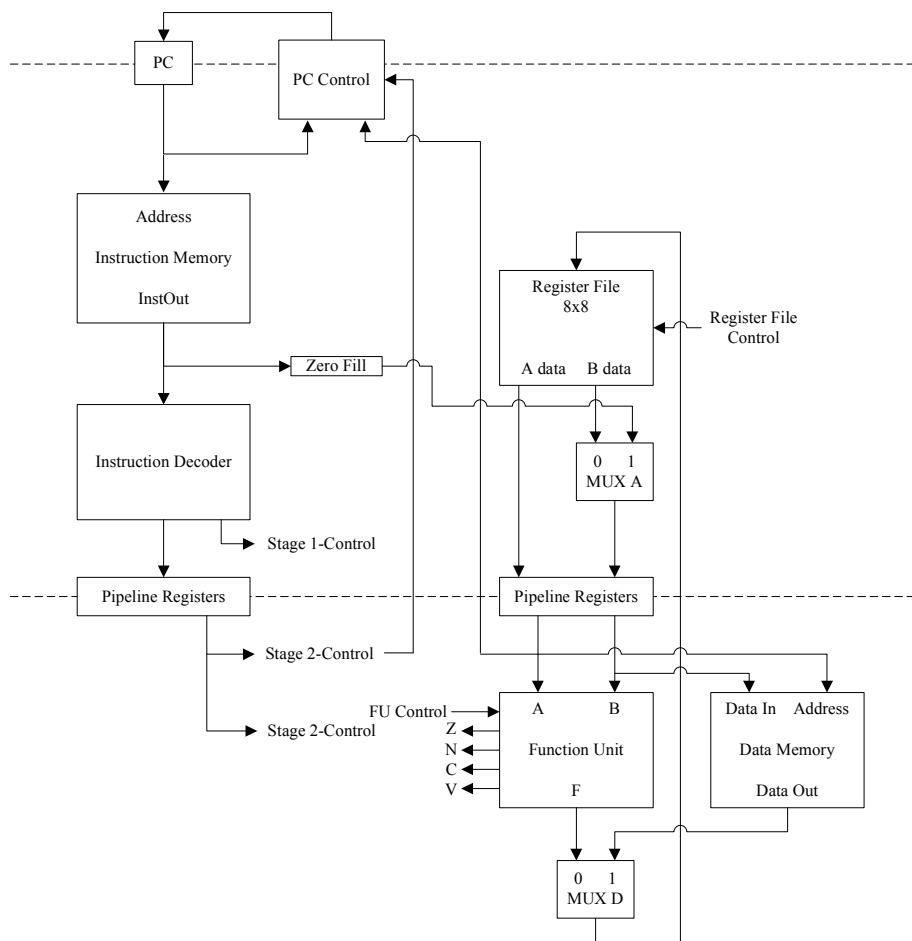 PC
PC Control
Address
Instruction Memory
InstOut
Register File
8x8
A data B data
Register File
Control
Zero Fill
0 1
MUX A
Instruction Decoder
Stage 1-Control
Pipeline Registers
Pipeline Registers
Stage 2-Control
Stage 2-Control
FU Control
Z
N
C
V
A B
Function Unit
F
Data In Address
Data Memory
Data Out
0 1
MUX D